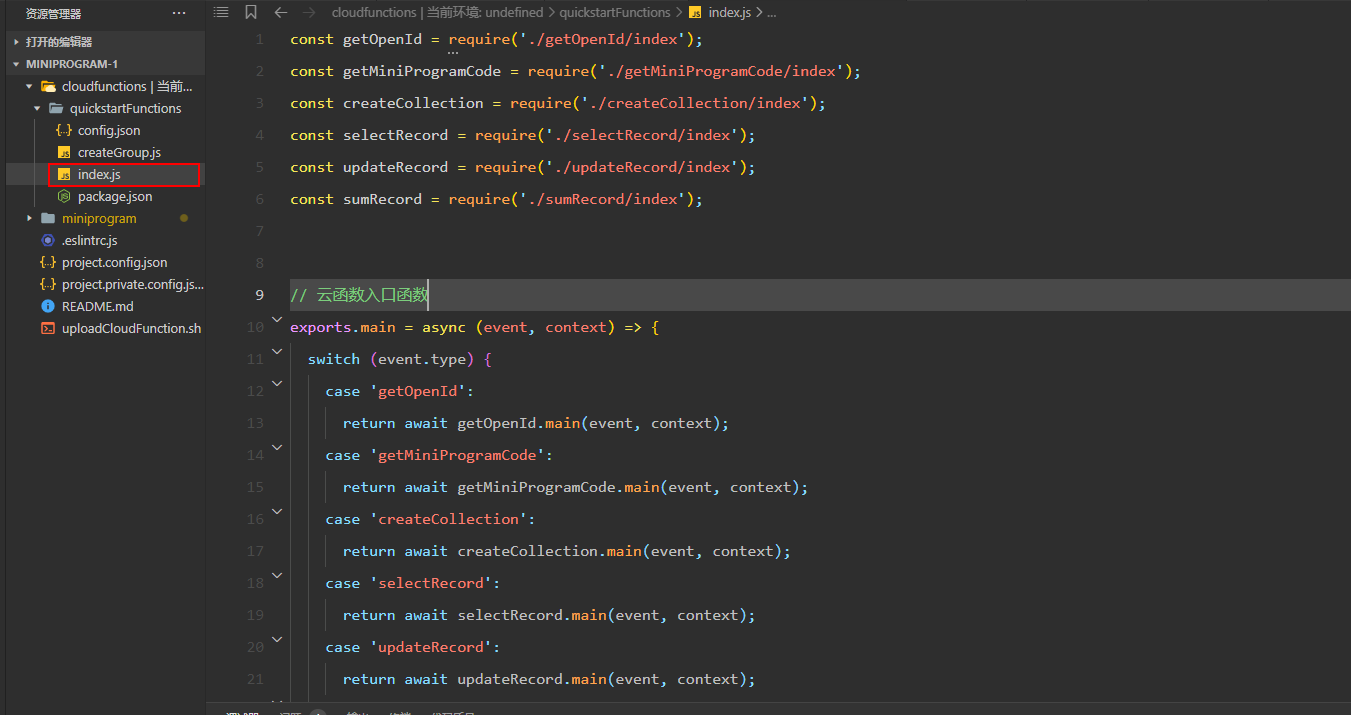 资源管理器 ...
cloudfunctions | 当前环境: undefined > quickstartFunctions > JS index.js > ...
打开的编辑器
MINIPROGRAM-1
cloudfunctions | 当前...
quickstartFunctions
{..} config.json
JS createGroup.js
JS index.js
package.json
miniprogram
.eslintrc.js
{..} project.config.json
{..} project.private.config.js...
README.md
uploadCloudFunction.sh
1 const getOpenId = require('./getOpenId/index');
2 const getMiniProgramCode = require('./getMiniProgramCode/index');
3 const createCollection = require('./createCollection/index');
4 const selectRecord = require('./selectRecord/index');
5 const updateRecord = require('./updateRecord/index');
6 const sumRecord = require('./sumRecord/index');
7
8
9 // 云函数入口函数
10 exports.main = async (event, context) => {
11 switch (event.type) {
12 case 'getOpenId':
13 return await getOpenId.main(event, context);
14 case 'getMiniProgramCode':
15 return await getMiniProgramCode.main(event, context);
16 case 'createCollection':
17 return await createCollection.main(event, context);
18 case 'selectRecord':
19 return await selectRecord.main(event, context);
20 case 'updateRecord':
21 return await updateRecord.main(event, context);